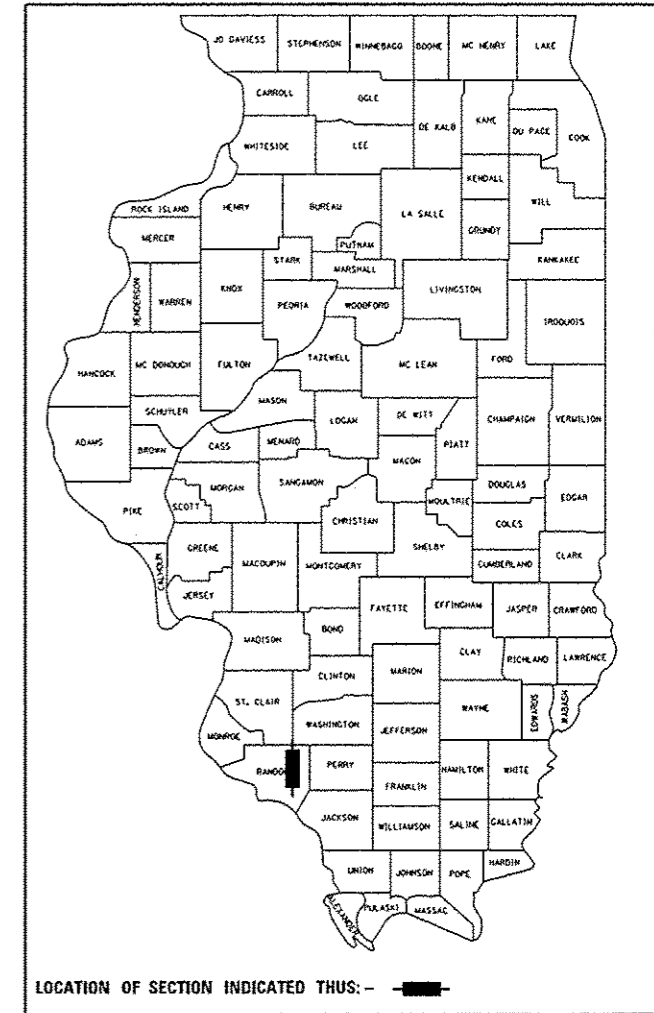 JO DAVIESS STEPHENSON WINNEBAGO BOONE MC HENRY LAKE
CARROLL OGLE DE KALB KANE DU PAGE COOK
WHITESIDE LEE KENDALL WILL
ROCK ISLAND HENRY BUREAU LA SALLE GRUNDY
MERCER PUTNAM KANKAKEE
STARK MARSHALL
HENDERSON WARREN KNOX PEORIA WOODFORD LIVINGSTON IROQUOIS
HANCOCK MC DONOUGH FULTON TAZEWELL MC LEAN FORD
SCHUYLER MASON LOGAN DE WITT CHAMPAIGN VERMILION
ADAMS BROWN CASS MENARD MACON PIATT
PIKE SCOTT MORGAN SANGAMON CHRISTIAN MOULTRIE DOUGLAS EDGAR
COLES
CALHOUN GREENE MACOUPIN MONTGOMERY SHELBY CUMBERLAND CLARK
JERSEY FAYETTE EFFINGHAM JASPER CRAWFORD
MADISON BOND CLAY RICHLAND LAWRENCE
CLINTON MARION WAYNE EDWARDS WABASH
ST. CLAIR WASHINGTON JEFFERSON
MONROE RANDO PERRY HAMILTON WHITE
FRANKLIN
JACKSON WILLIAMSON SALINE GALLATIN
UNION JOHNSON POPE HARDIN
ALEXANDER PULASKI MASSAC
LOCATION OF SECTION INDICATED THUS: -